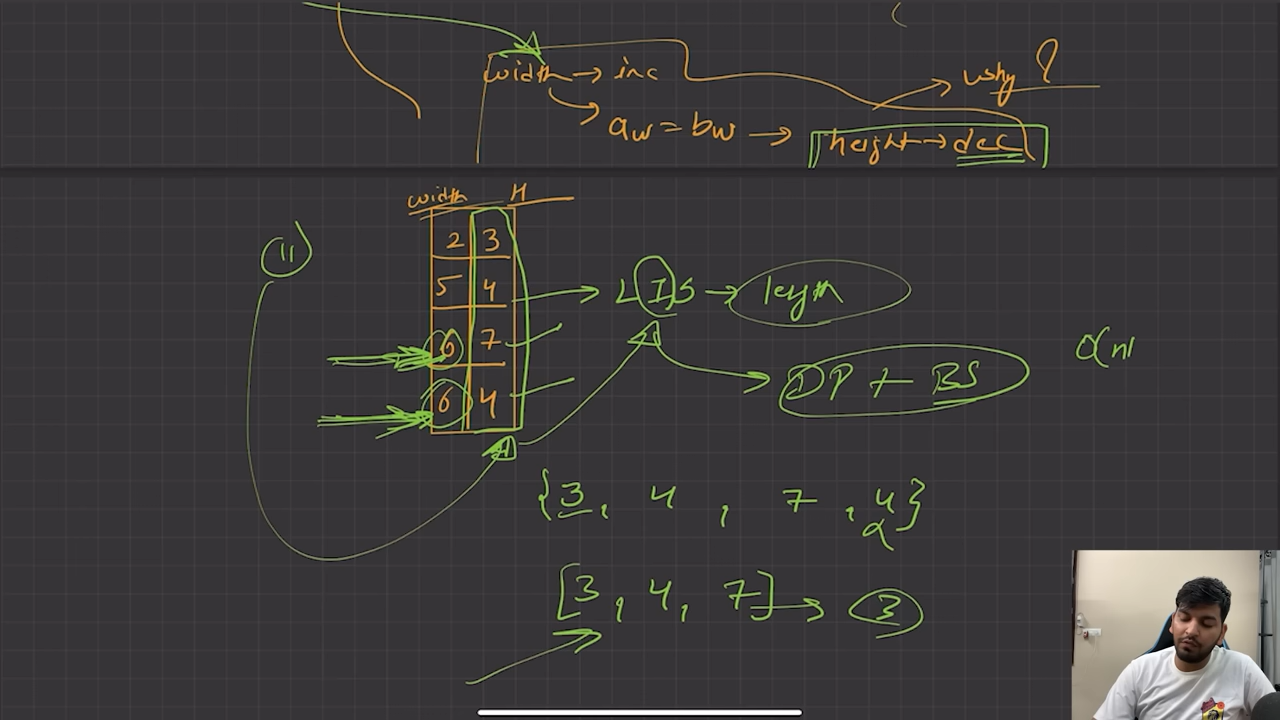 why ?
width → inc
aw = bw → height → dec
width H
2 3
(11)
5 4 → LIS → length
6 7
O(n
DP + BS
6 4
{3, 4, 7, 4}
[3, 4, 7] → 3